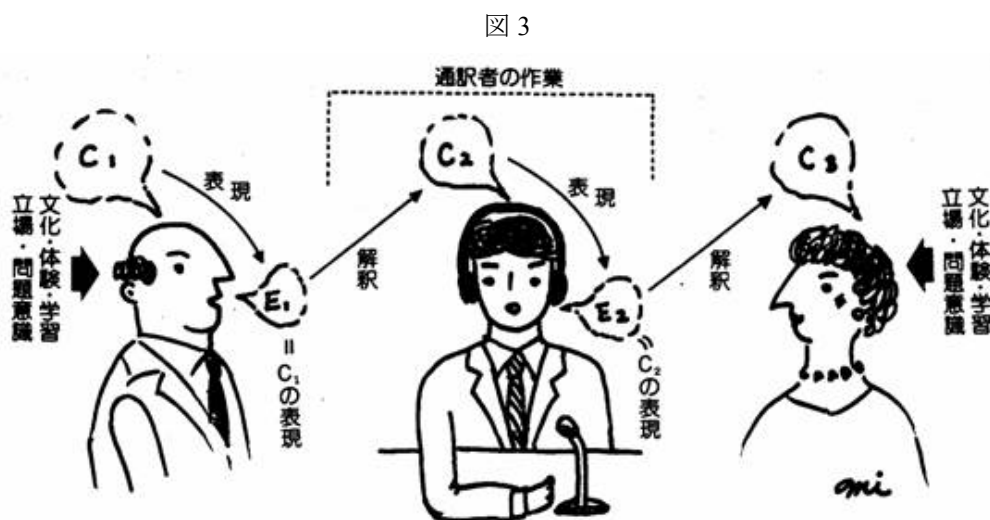 図 3
通訳者の作業
C1
表現
文化・体験・学習
立場・問題意識
E1
=C1の表現
解釈
C2
表現
E2
=C2の表現
解釈
C3
文化・体験・学習
立場・問題意識
mi